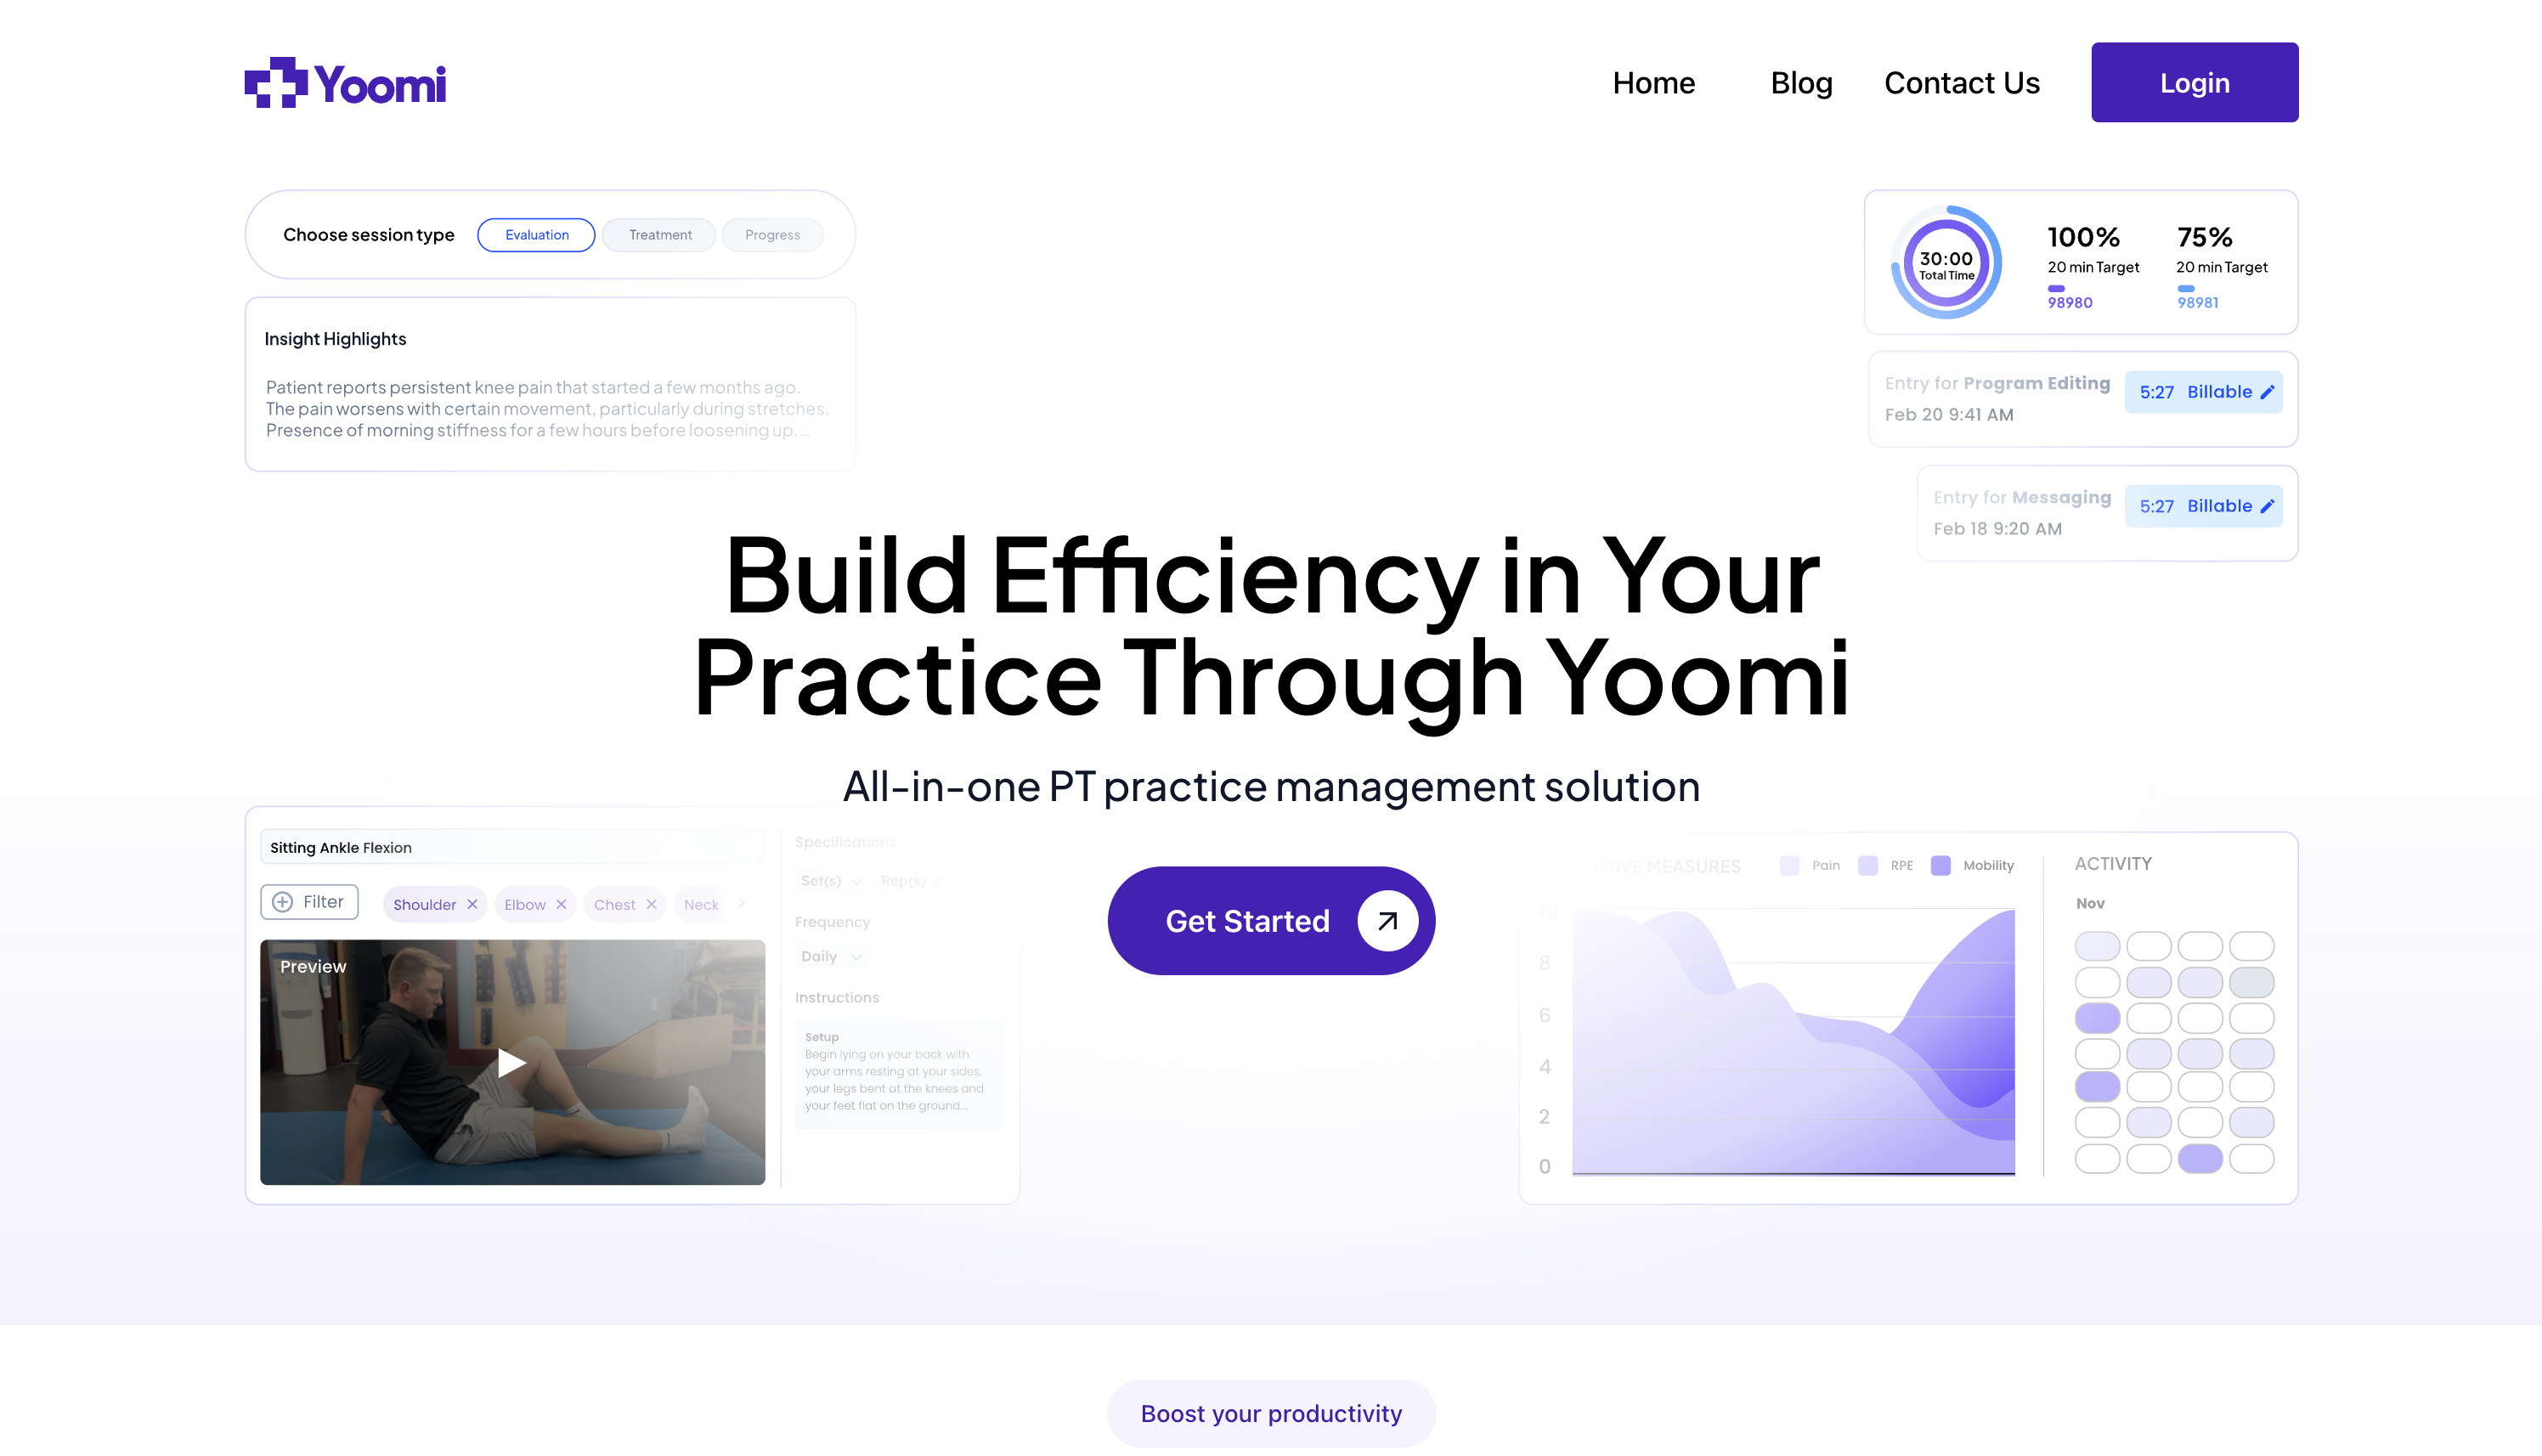 Yoomi
Home Blog Contact Us Login
Choose session type Evaluation Treatment Progress
Insight Highlights
Patient reports persistent knee pain that started a few months ago.
The pain worsens with certain movement, particularly during stretches.
Presence of morning stiffness for a few hours before loosening up....
30:00
Total Time
100%
20 min Target
98980
75%
20 min Target
98981
Entry for Program Editing
Feb 20 9:41 AM
5:27 Billable
Entry for Messaging
Feb 18 9:20 AM
5:27 Billable
Build Efficiency in Your
Practice Through Yoomi
All-in-one PT practice management solution
Get Started
Sitting Ankle Flexion
Filter Shoulder Elbow Chest Neck
Preview
Specifications
Set(s) Rep(s)
Frequency
Daily
Instructions
Setup
Begin lying on your back with
your arms resting at your sides,
your legs bent at the knees and
your feet flat on the ground....
MEASURES Pain RPE Mobility
10
8
6
4
2
0
ACTIVITY
Nov
Boost your productivity